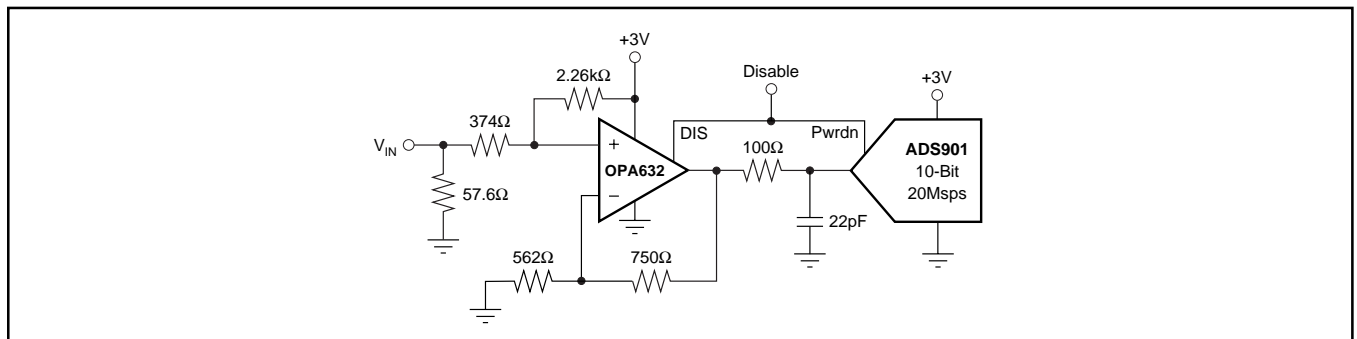 +3V
2.26kΩ
Disable
+3V
374Ω
DIS
Pwrdn
V_IN
+
100Ω
ADS901
OPA632
10-Bit
20Msps
57.6Ω
−
22pF
562Ω
750Ω